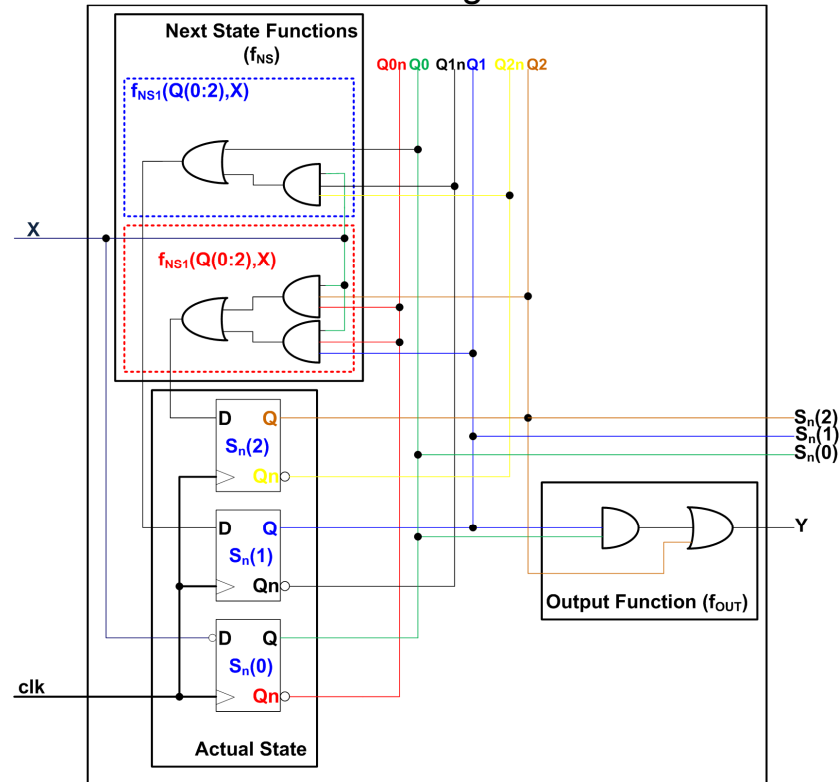 Next State Functions
(fNS)
Q0n Q0 Q1n Q1 Q2n Q2
fNS1(Q(0:2),X)
X
fNS1(Q(0:2),X)
D Q
Sn(2)
Qn
Sn(2)
Sn(1)
Sn(0)
D Q
Sn(1)
Qn
Y
Output Function (fOUT)
D Q
Sn(0)
Qn
clk
Actual State